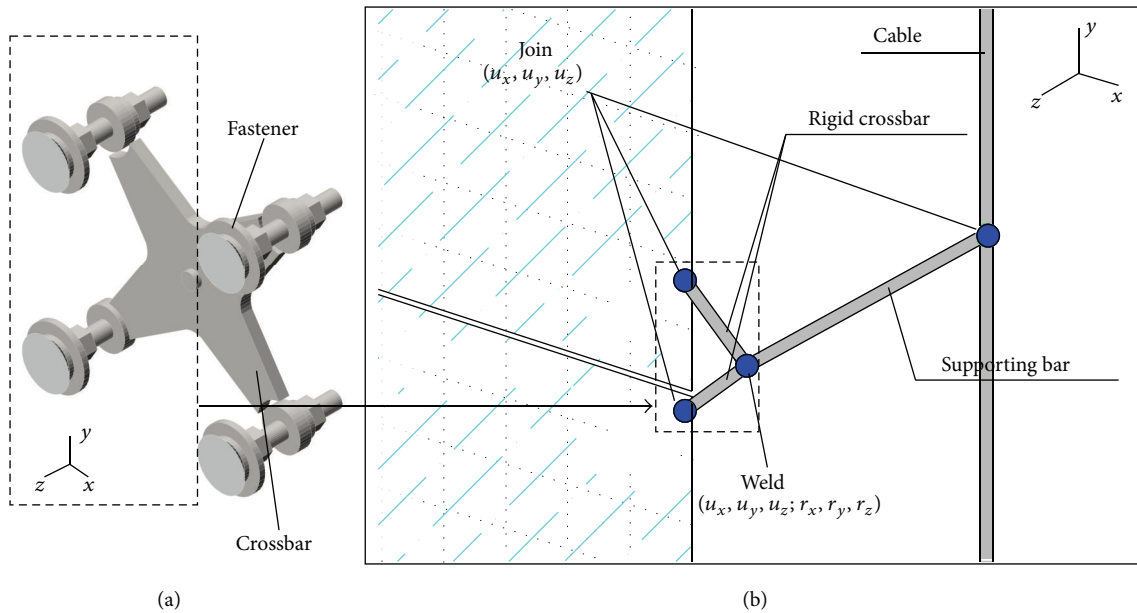 Fastener
y
z
x
Crossbar
(a)
Join
(u_x, u_y, u_z)
Cable
y
z
x
Rigid crossbar
Supporting bar
Weld
(u_x, u_y, u_z; r_x, r_y, r_z)
(b)